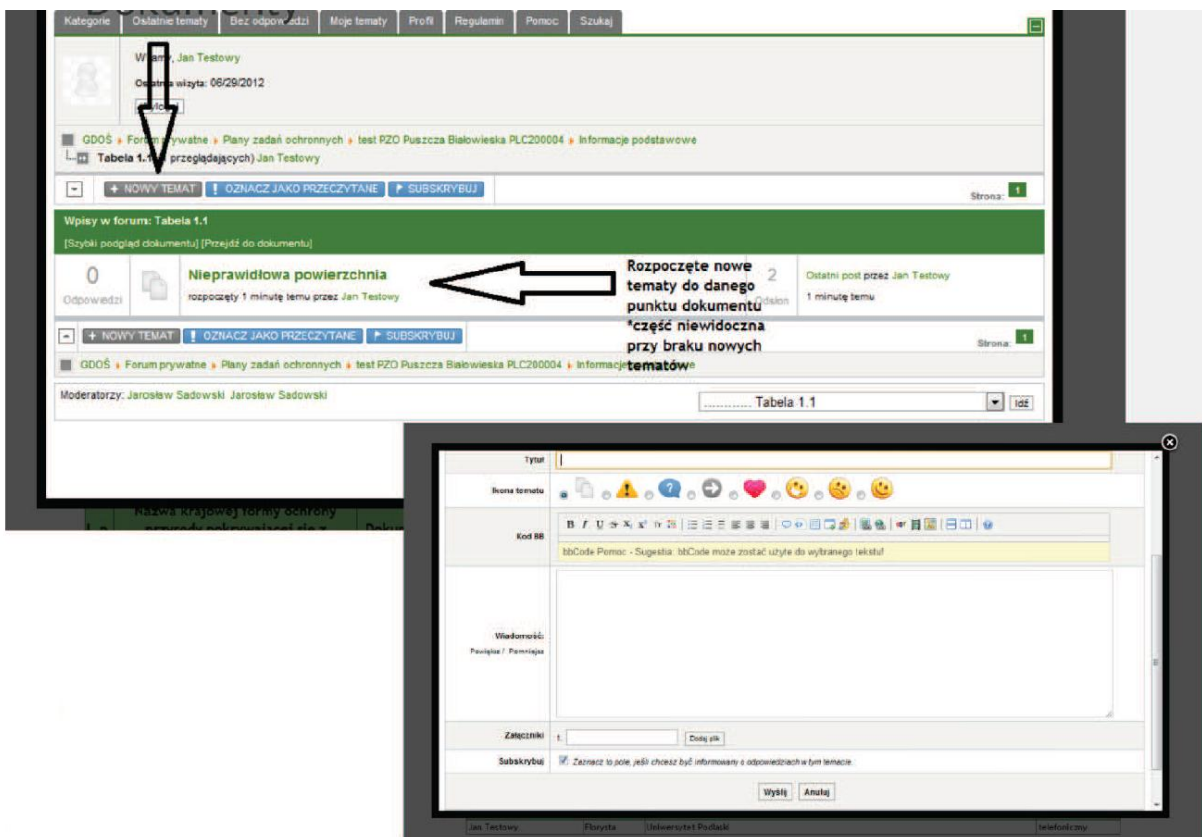 Dokumenty
Kategorie Ostatnie tematy Bez odpowiedzi Moje tematy Profil Regulamin Pomoc Szukaj
Witamy, Jan Testowy
Ostatnia wizyta: 06/29/2012
GDOŚ Forum prywatne Plany zadań ochronnych test PZO Puszcza Białowieska PLC200004 Informacje podstawowe
Tabela 1.1 przeglądających) Jan Testowy
+ NOWY TEMAT ! OZNACZ JAKO PRZECZYTANE SUBSKRYBUJ
Strona: 1
Wpisy w forum: Tabela 1.1
[Szybki podgląd dokumentu] [Przejdź do dokumentu]
0 Odpowiedzi
Nieprawidłowa powierzchnia
rozpoczęty 1 minutę temu przez Jan Testowy
Rozpoczęte nowe
tematy do danego
punktu dokumentu
*część niewidoczna
przy braku nowych
tematów
2 Odsłon
Ostatni post przez Jan Testowy
1 minutę temu
+ NOWY TEMAT ! OZNACZ JAKO PRZECZYTANE SUBSKRYBUJ
Strona: 1
GDOŚ Forum prywatne Plany zadań ochronnych test PZO Puszcza Białowieska PLC200004
Moderatorzy: Jarosław Sadowski Jarosław Sadowski
............ Tabela 1.1 Idź
Nazwa krajowej formy ochrony
L.p.
Tytuł
Ikona tematu
Kod BB
bbCode Pomoc - Sugestia: bbCode może zostać użyte do wybranego tekstu!
Wiadomość:
Powiększ / Pomniejsz
Załączniki 1. Dodaj plik
Subskrybuj Zaznacz to pole, jeśli chcesz być informowany o odpowiedziach w tym temacie.
Wyślij Anuluj
Jan Testowy Florysta Uniwersytet Podlaski telefoniczny